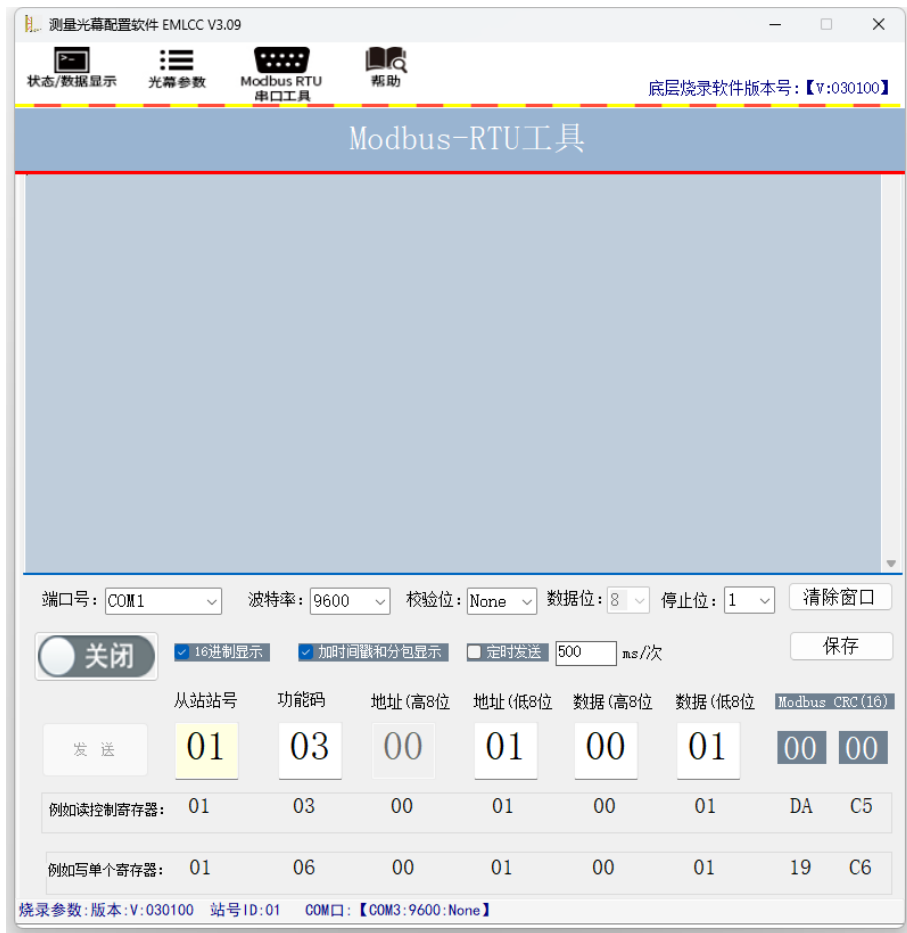 测量光幕配置软件 EMLCC V3.09
状态/数据显示 光幕参数 Modbus RTU 串口工具 帮助
底层烧录软件版本号:【V:030100】
Modbus-RTU工具
端口号: COM1 波特率: 9600 校验位: None 数据位: 8 停止位: 1 清除窗口
关闭 16进制显示 加时间戳和分包显示 定时发送 500 ms/次 保存
从站站号 功能码 地址(高8位 地址(低8位 数据(高8位 数据(低8位 Modbus CRC(16)
发 送 01 03 00 01 00 01 00 00
例如读控制寄存器: 01 03 00 01 00 01 DA C5
例如写单个寄存器: 01 06 00 01 00 01 19 C6
烧录参数:版本:V:030100 站号ID:01 COM口:【COM3:9600:None】